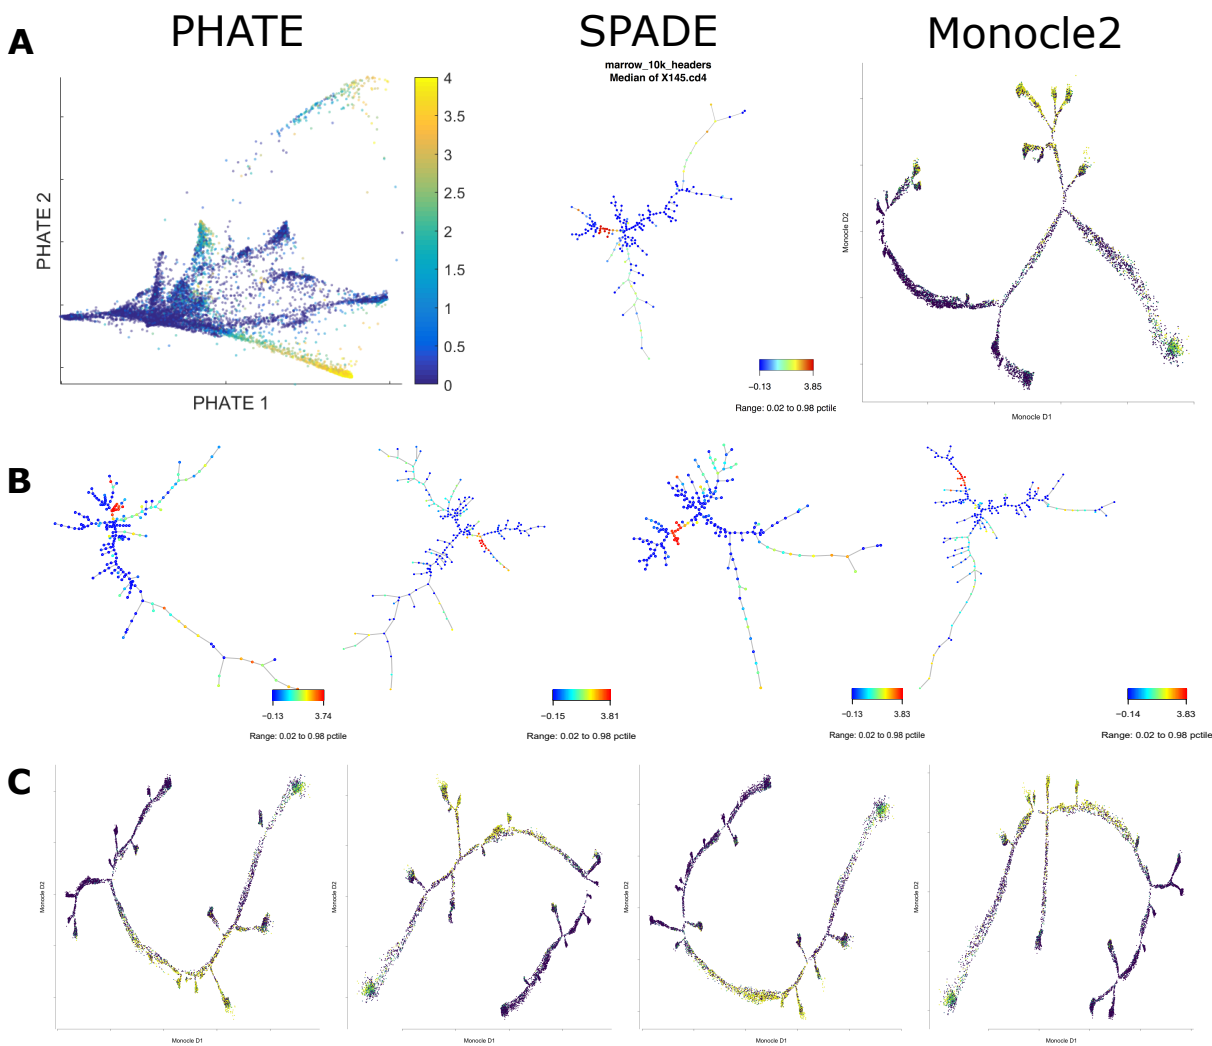 A
PHATE
SPADE
Monocle2
marrow_10k_headers
Median of X145.cd4
4
3.5
3
2.5
2
1.5
1
0.5
0
PHATE 2
PHATE 1
−0.13
3.85
Range: 0.02 to 0.98 pctile
Monocle D2
Monocle D1
B
−0.13
3.74
Range: 0.02 to 0.98 pctile
−0.15
3.81
Range: 0.02 to 0.98 pctile
−0.13
3.83
Range: 0.02 to 0.98 pctile
−0.14
3.83
Range: 0.02 to 0.98 pctile
C
Monocle D2
Monocle D1
Monocle D2
Monocle D1
Monocle D2
Monocle D1
Monocle D2
Monocle D1